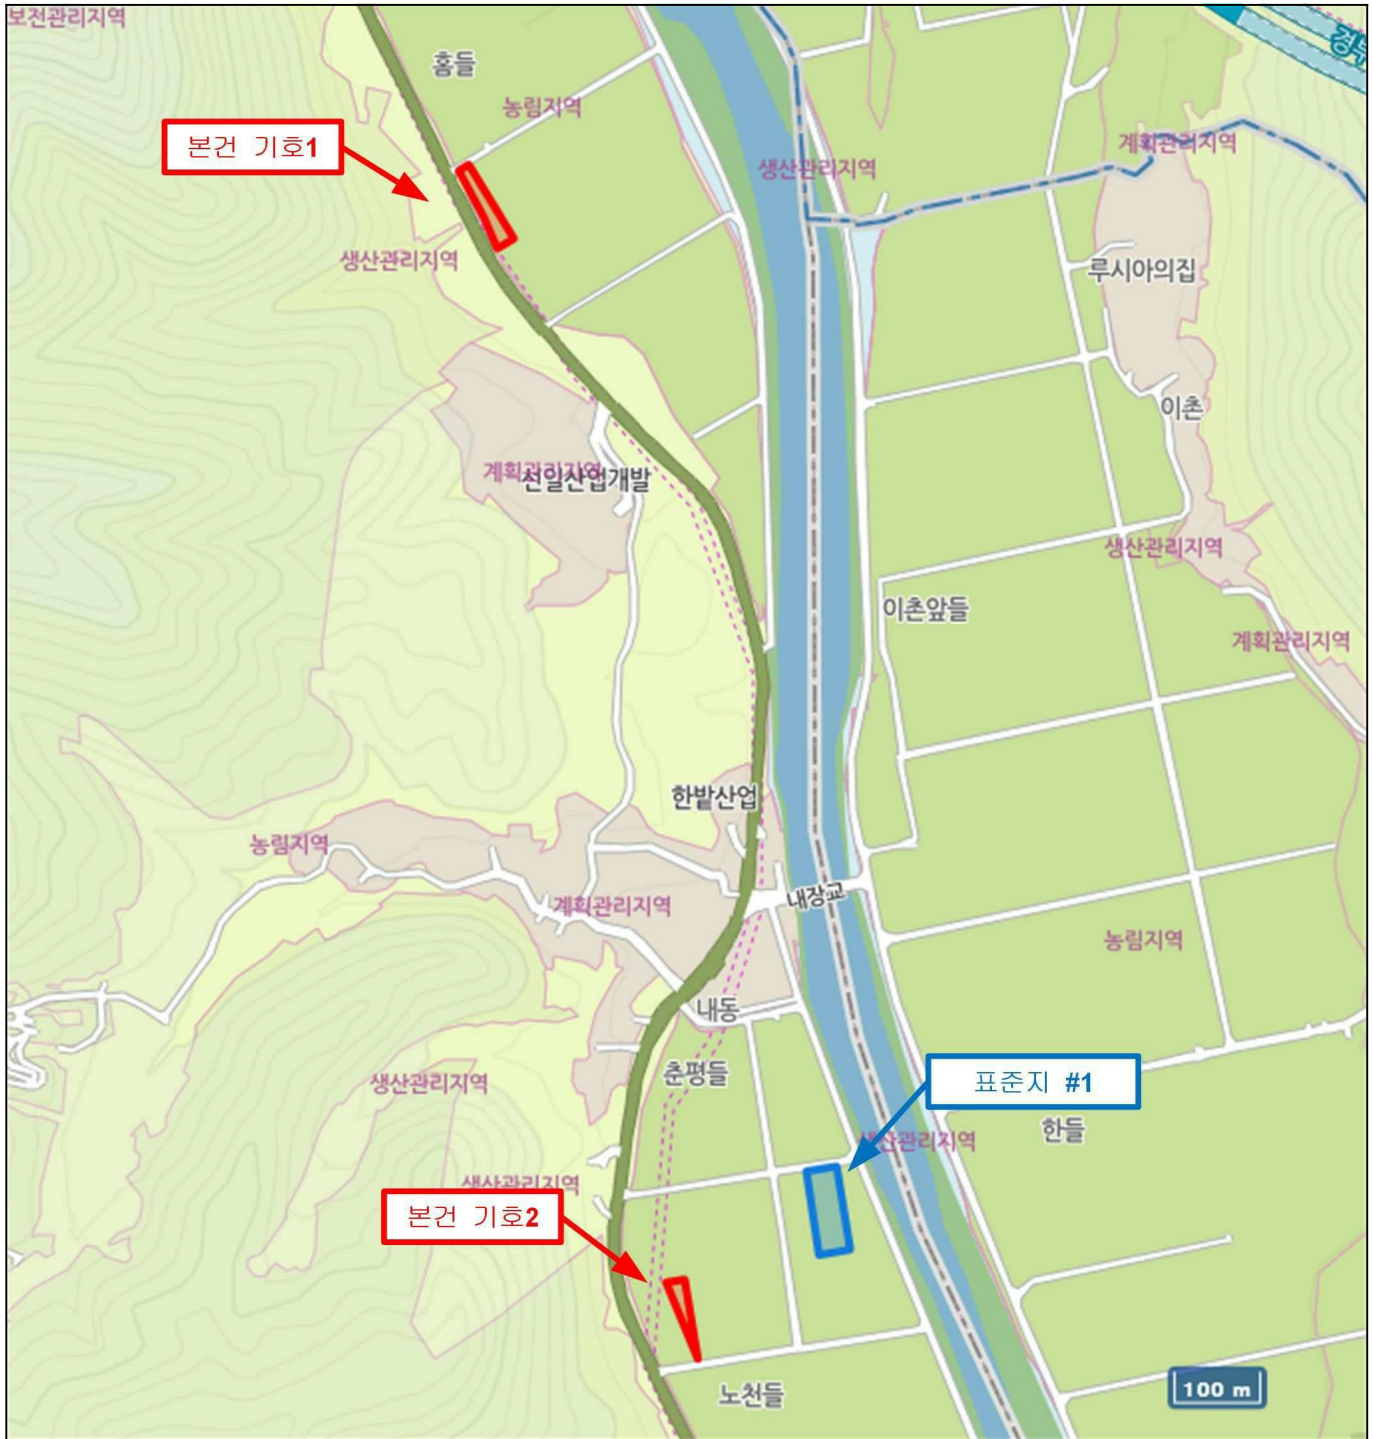 보전관리지역
홈들
경부
농림지역
본건 기호1
계획관리지역
생산관리지역
생산관리지역
루시아의집
이촌
계획관리지역
선일산업개발
생산관리지역
이촌앞들
계획관리지역
한밭산업
농림지역
내장교
계획관리지역
농림지역
내동
춘평들
생산관리지역
표준지 #1
한들
생산관리지역
생산관리지역
본건 기호2
노천들
100 m